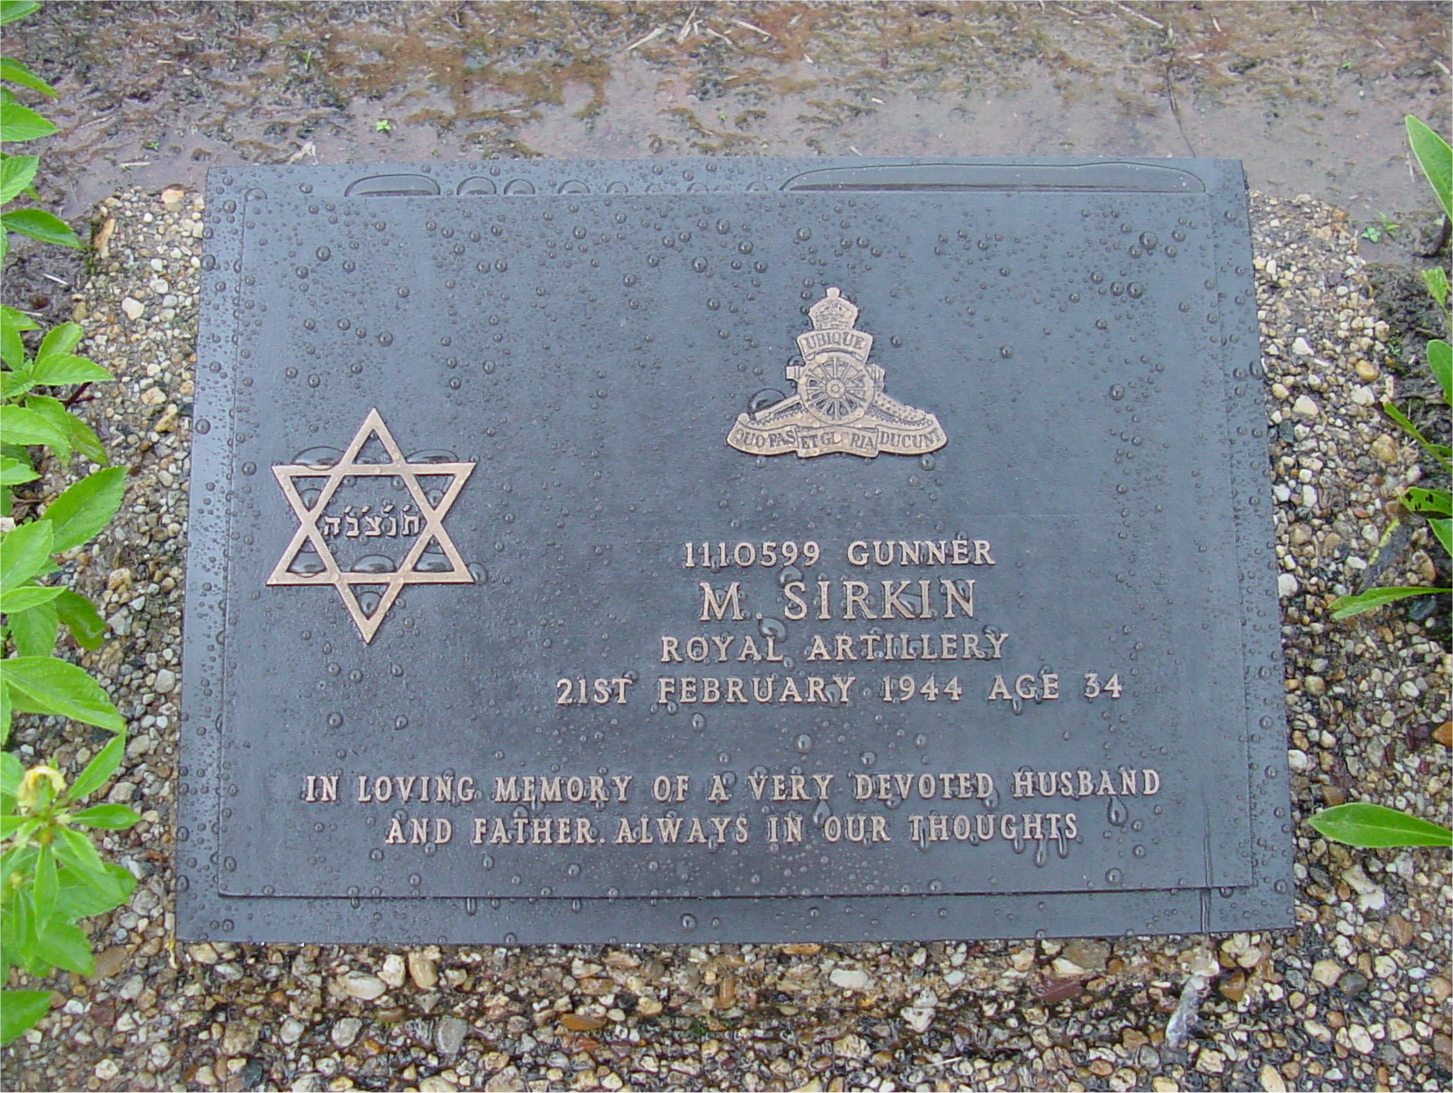 UBIQUE
QUO FAS ET GLORIA DUCUNT
ת'נ'צ'ב'ה
1110599 GUNNER
M. SIRKIN
ROYAL ARTILLERY
21ST FEBRUARY 1944 AGE 34
IN LOVING MEMORY OF A VERY DEVOTED HUSBAND
AND FATHER. ALWAYS IN OUR THOUGHTS